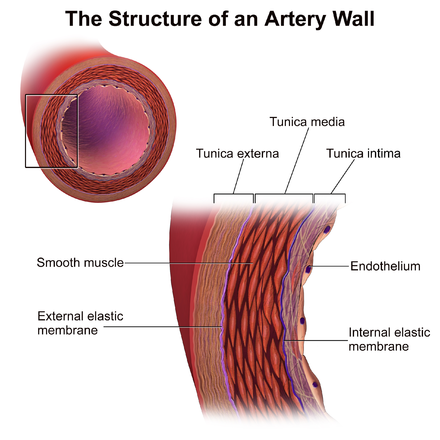 The Structure of an Artery Wall
Tunica media
Tunica externa
Tunica intima
Smooth muscle
Endothelium
External elastic
membrane
Internal elastic
membrane